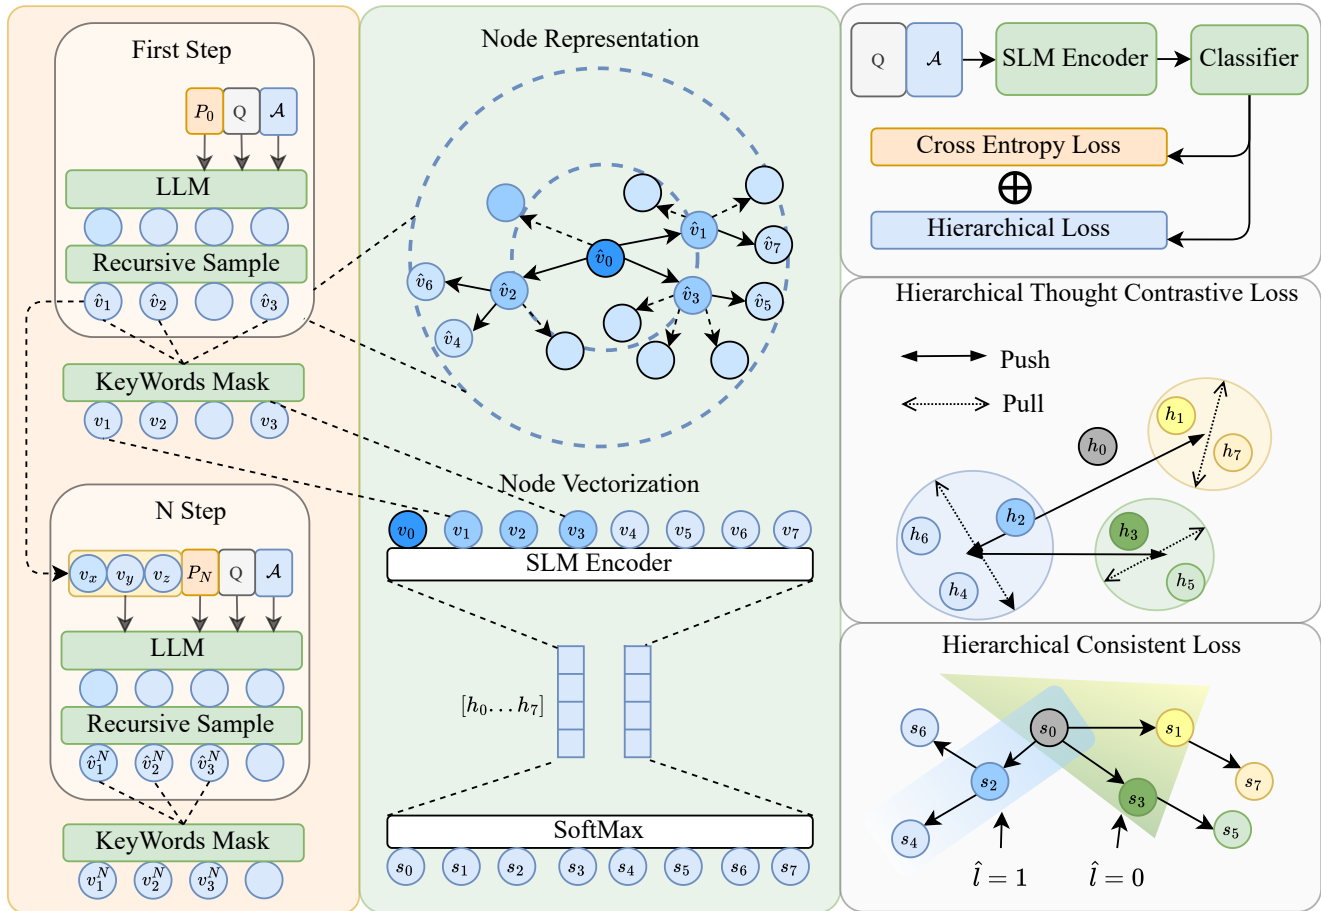 First Step
P₀ Q 𝒜
LLM
Recursive Sample
v̂₁ v̂₂ v̂₃
KeyWords Mask
v₁ v₂ v₃
N Step
vₓ v_y v_z P_N Q 𝒜
LLM
Recursive Sample
v̂₁ᴺ v̂₂ᴺ v̂₃ᴺ
KeyWords Mask
v₁ᴺ v₂ᴺ v₃ᴺ
Node Representation
v̂₁
v̂₇
v̂₀
v̂₆ v̂₂ v̂₃ v̂₅
v̂₄
Node Vectorization
v₀ v₁ v₂ v₃ v₄ v₅ v₆ v₇
SLM Encoder
[h₀...h₇]
SoftMax
s₀ s₁ s₂ s₃ s₄ s₅ s₆ s₇
Q 𝒜 SLM Encoder Classifier
Cross Entropy Loss
⊕
Hierarchical Loss
Hierarchical Thought Contrastive Loss
Push
Pull
h₁
h₀ h₇
h₂
h₆ h₃
h₄ h₅
Hierarchical Consistent Loss
s₆ s₀ s₁
s₂ s₇
s₃
s₄ s₅
l̂ = 1 l̂ = 0